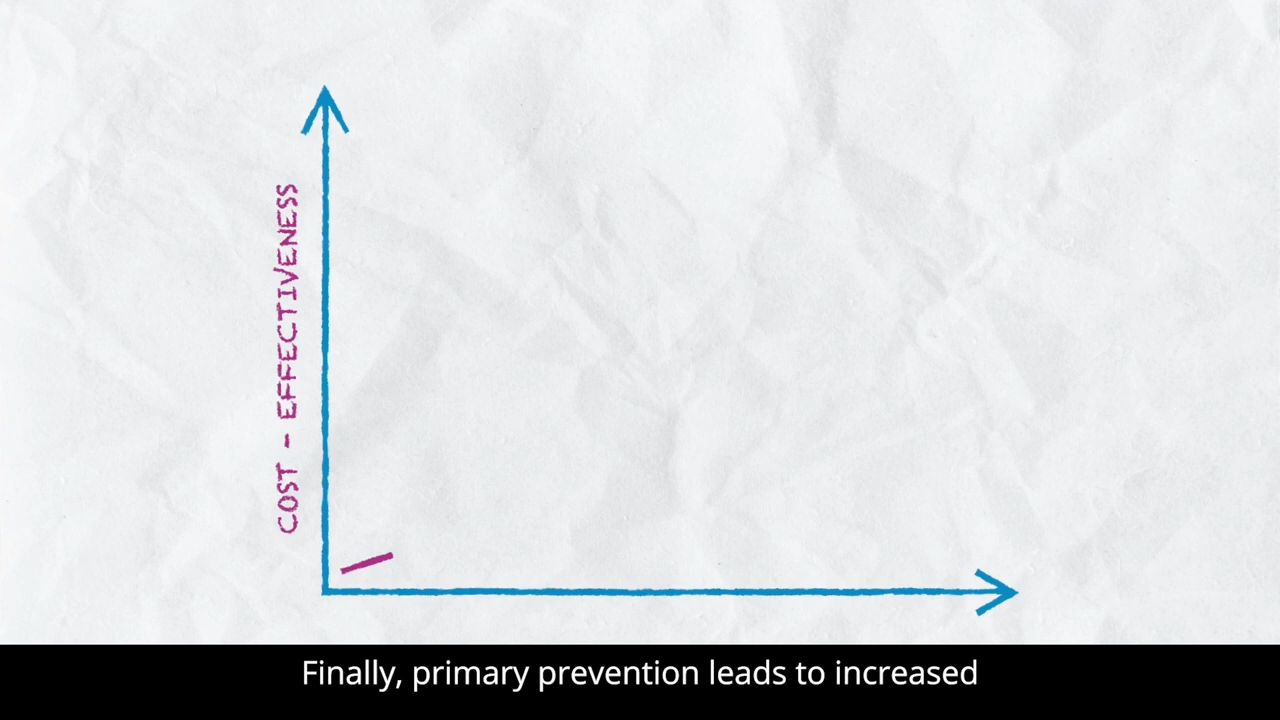 COST - EFFECTIVENESS
Finally, primary prevention leads to increased